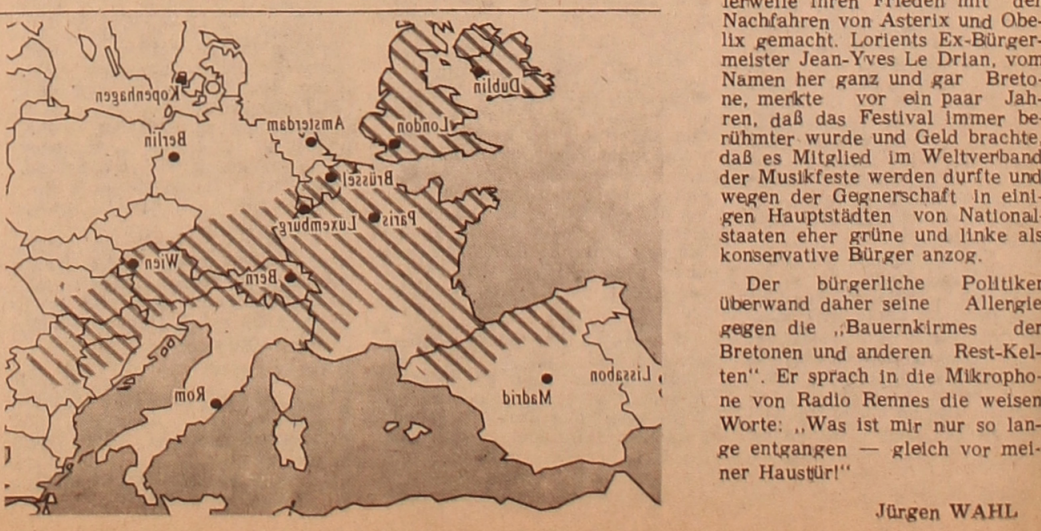 Kopenhagen
Dublin
Amsterdam
London
Berlin
Brüssel
Luxemburg
Paris
Wien
Bern
Rom
Madrid
Lissabon
ihren Frieden mit
Nachfahren von Asterix und Obe-
lix gemacht. Lorients Ex-Bürger-
meister Jean-Yves Le Drian, vom
Namen her ganz und gar Breto-
ne, merkte vor ein paar Jah-
ren, daß das Festival immer be-
rühmter wurde und Geld brachte,
daß es Mitglied im Weltverband
der Musikfeste werden durfte und
wegen der Gegnerschaft in eini-
gen Hauptstädten von National-
staaten eher grüne und linke als
konservative Bürger anzog.
Der bürgerliche Politiker
überwand daher seine Allergie
gegen die „Bauernkirmes der
Bretonen und anderen Rest-Kel-
ten“. Er sprach in die Mikropho-
ne von Radio Rennes die weisen
Worte: „Was ist mir nur so lan-
ge entgangen — gleich vor mei-
ner Haustür!“
Jürgen WAHL